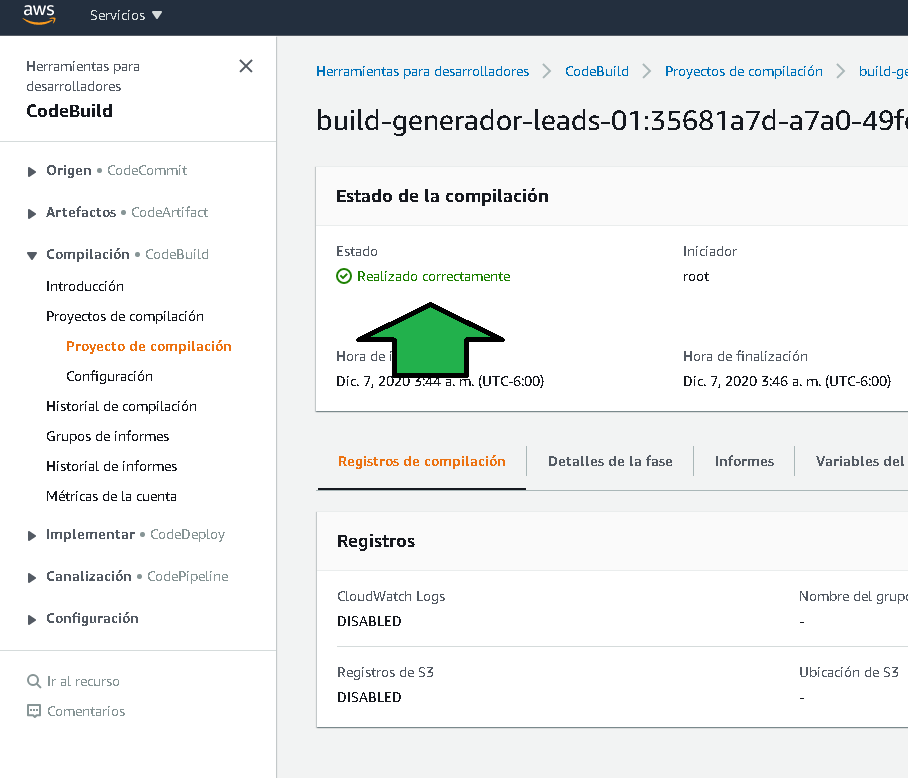 aws
Servicios
Herramientas para
desarrolladores
CodeBuild
Origen • CodeCommit
Artefactos • CodeArtifact
Compilación • CodeBuild
Introducción
Proyectos de compilación
Proyecto de compilación
Configuración
Historial de compilación
Grupos de informes
Historial de informes
Métricas de la cuenta
Implementar • CodeDeploy
Canalización • CodePipeline
Configuración
Ir al recurso
Comentarios
Herramientas para desarrolladores > CodeBuild > Proyectos de compilación > build-ge
build-generador-leads-01:35681a7d-a7a0-49f
Estado de la compilación
Estado
Realizado correctamente
Iniciador
root
Hora de i
Dic. 7, 2020 3:44 a. m. (UTC-6:00)
Hora de finalización
Dic. 7, 2020 3:46 a. m. (UTC-6:00)
Registros de compilación
Detalles de la fase
Informes
Variables del
Registros
CloudWatch Logs
DISABLED
Nombre del grupo
-
Registros de S3
DISABLED
Ubicación de S3
-